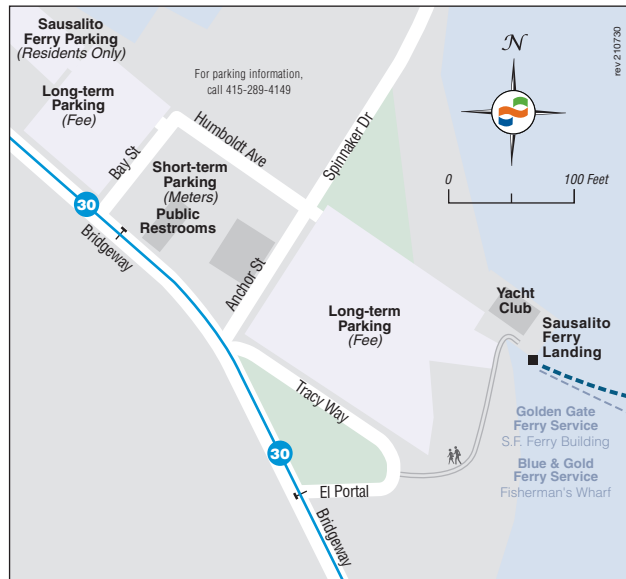 Sausalito
Ferry Parking
(Residents Only)
Long-term
Parking
(Fee)
For parking information,
call 415-289-4149
N
rev 210730
0
100 Feet
Humboldt Ave
Spinnaker Dr
Bay St
Short-term
Parking
(Meters)
Public
Restrooms
30
Bridgeway
Anchor St
Long-term
Parking
(Fee)
Yacht
Club
Sausalito
Ferry
Landing
Tracy Way
Golden Gate
Ferry Service
S.F. Ferry Building
Blue & Gold
Ferry Service
Fisherman's Wharf
30
El Portal
Bridgeway